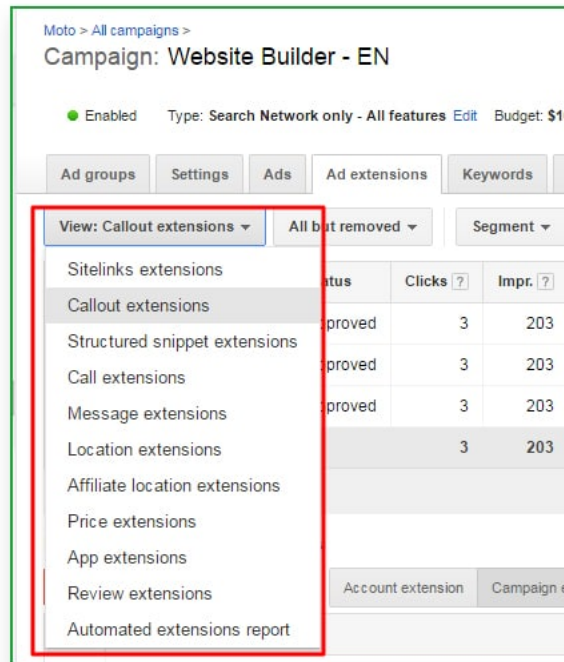 Moto > All campaigns >
Campaign: Website Builder - EN
Enabled Type: Search Network only - All features Edit Budget: $1
Ad groups Settings Ads Ad extensions Keywords
View: Callout extensions All but removed Segment
Sitelinks extensions
atus Clicks ? Impr. ?
Callout extensions
proved 3 203
Structured snippet extensions
Call extensions
proved 3 203
Message extensions
proved 3 203
Location extensions
3 203
Affiliate location extensions
Price extensions
App extensions
Review extensions
Account extension Campaign e
Automated extensions report